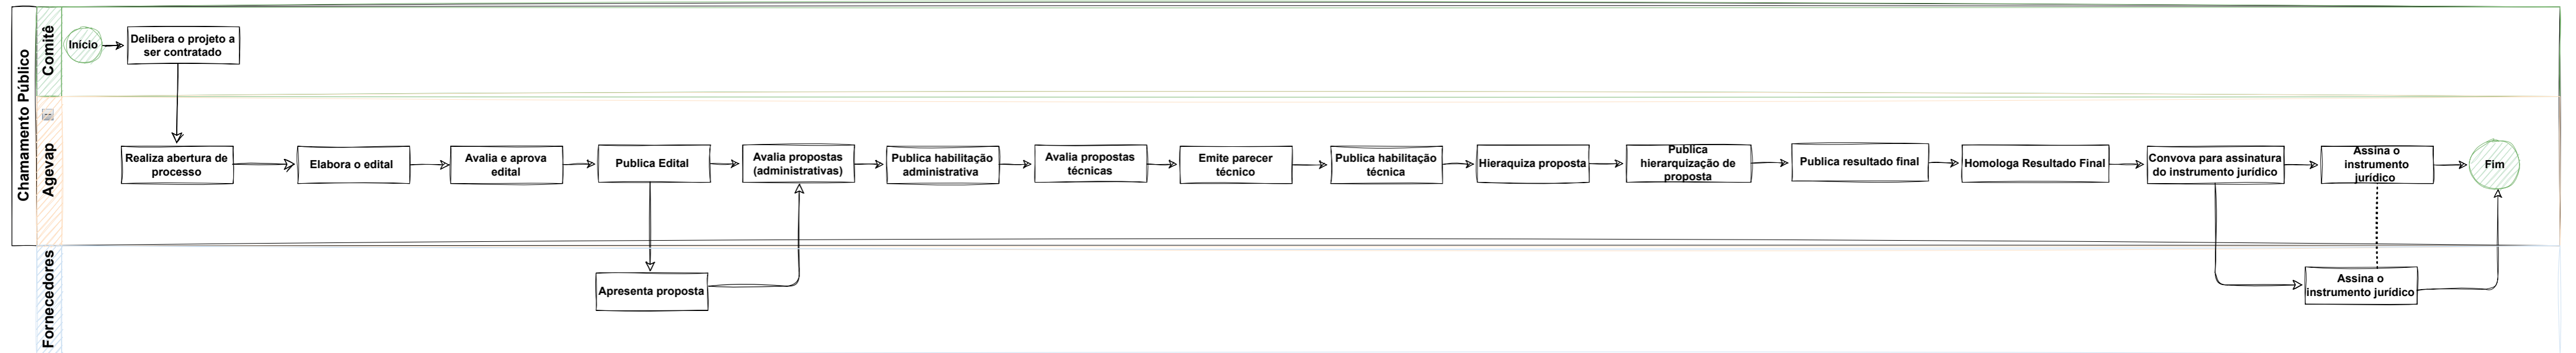 Chamamento Público
Comitê
Início
Delibera o projeto a
ser contratado
Agevap
Realiza abertura de
processo
Elabora o edital
Avalia e aprova
edital
Publica Edital
Avalia propostas
(administrativas)
Publica habilitação
administrativa
Avalia propostas
técnicas
Emite parecer
técnico
Publica habilitação
técnica
Hieraquiza proposta
Publica
hierarquização de
proposta
Publica resultado final
Homologa Resultado Final
Convova para assinatura
do instrumento jurídico
Assina o
instrumento
jurídico
Fim
Fornecedores
Apresenta proposta
Assina o
instrumento jurídico